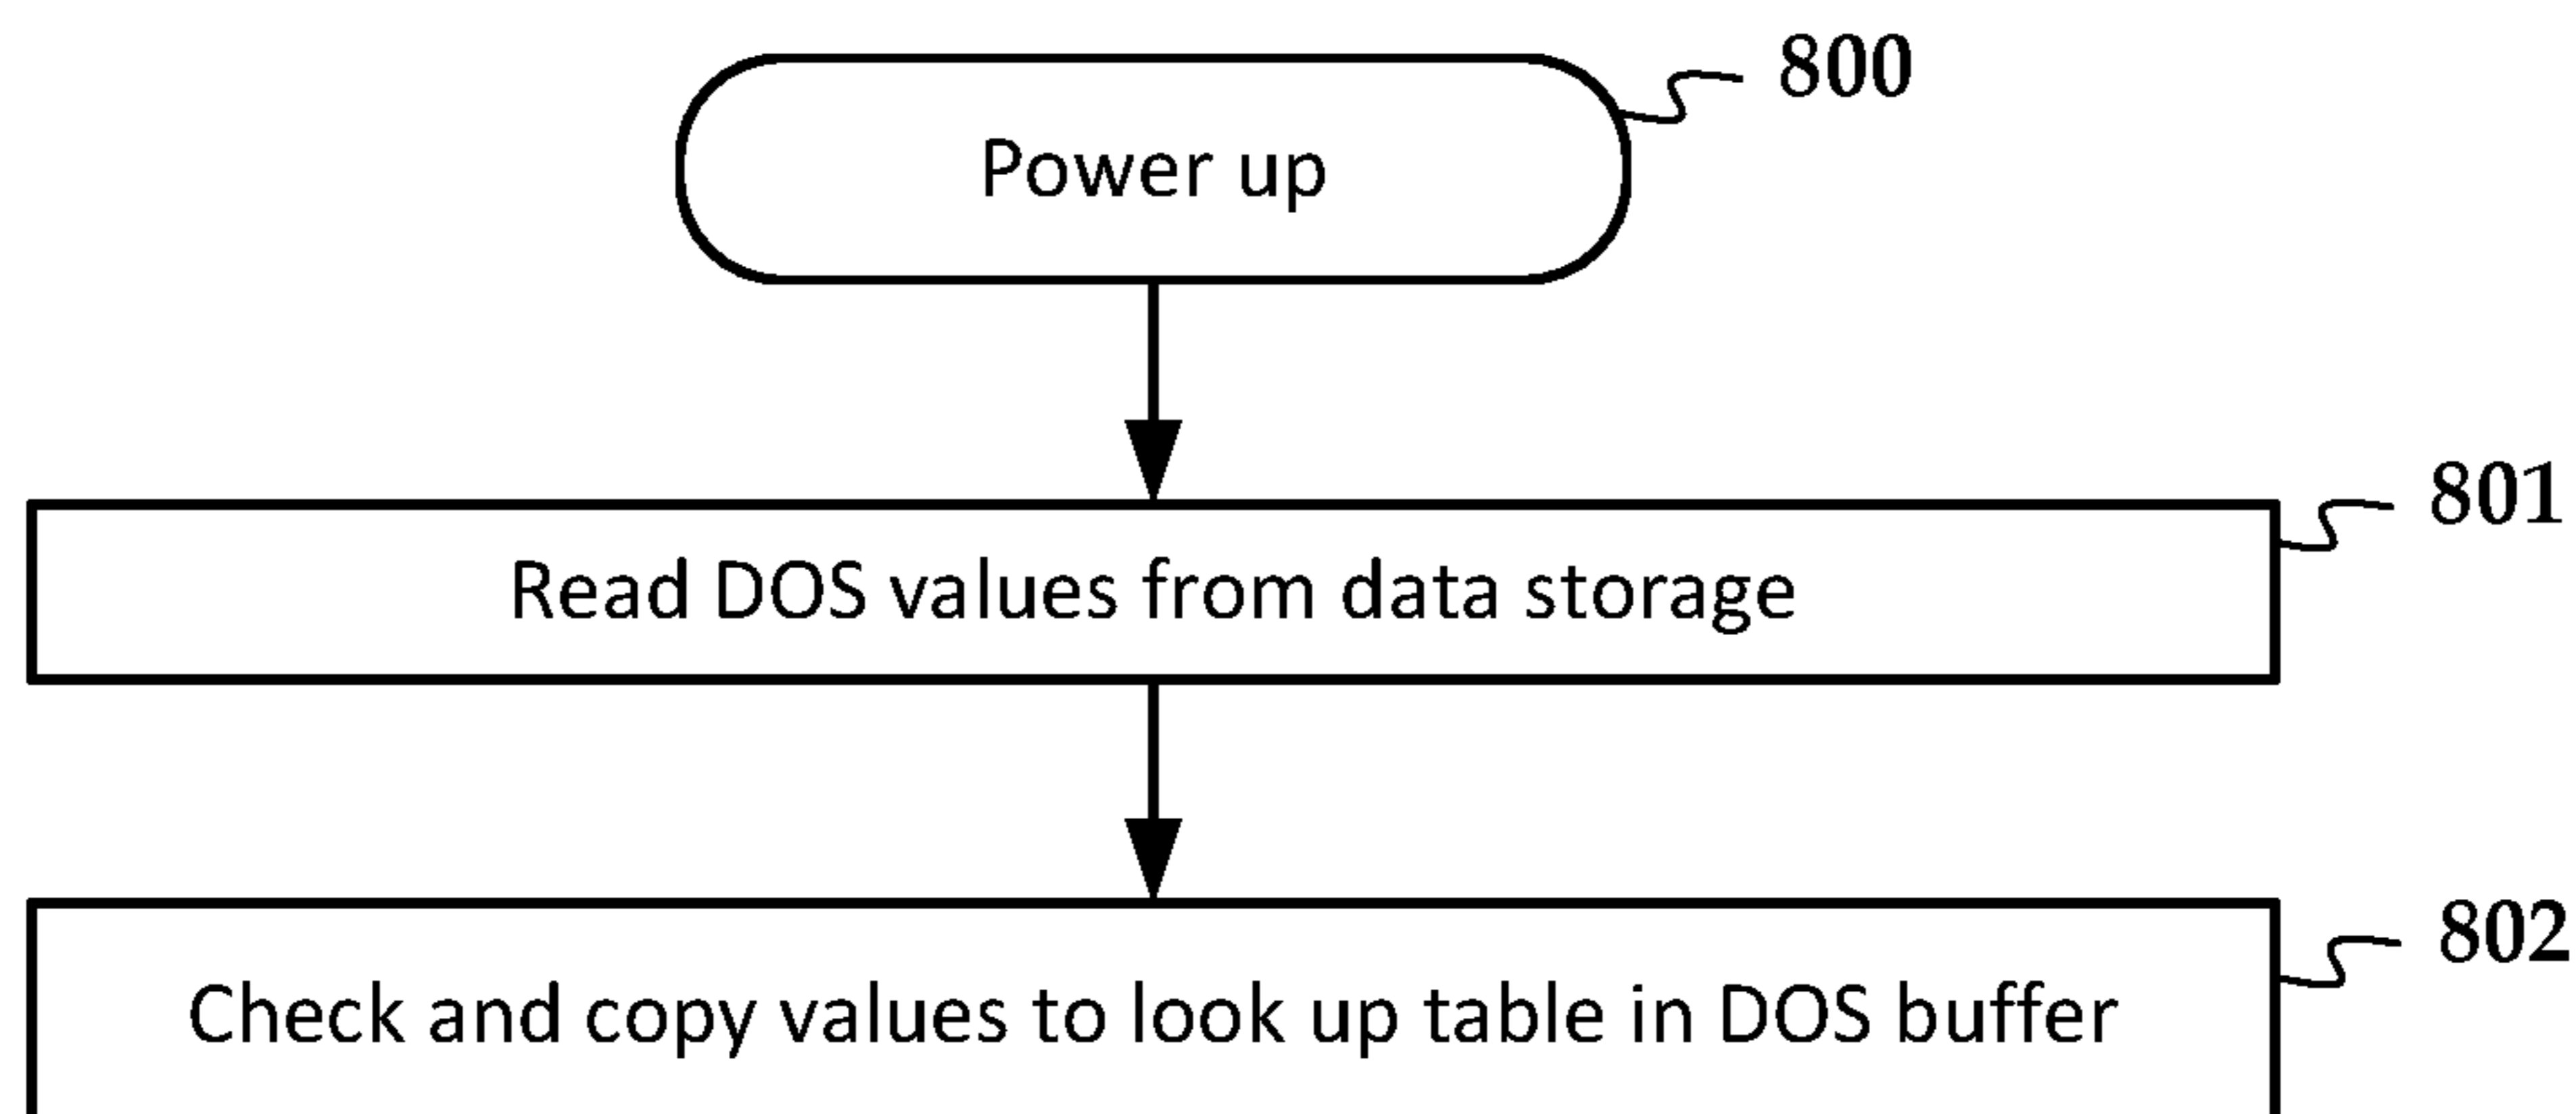 800
Power up
801
Read DOS values from data storage
802
Check and copy values to look up table in DOS buffer